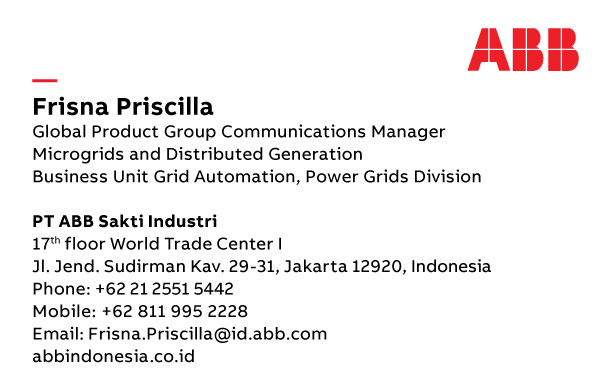 ABB
Frisna Priscilla
Global Product Group Communications Manager
Microgrids and Distributed Generation
Business Unit Grid Automation, Power Grids Division
PT ABB Sakti Industri
17th floor World Trade Center I
Jl. Jend. Sudirman Kav. 29-31, Jakarta 12920, Indonesia
Phone: +62 21 2551 5442
Mobile: +62 811 995 2228
Email: Frisna.Priscilla@id.abb.com
abbindonesia.co.id